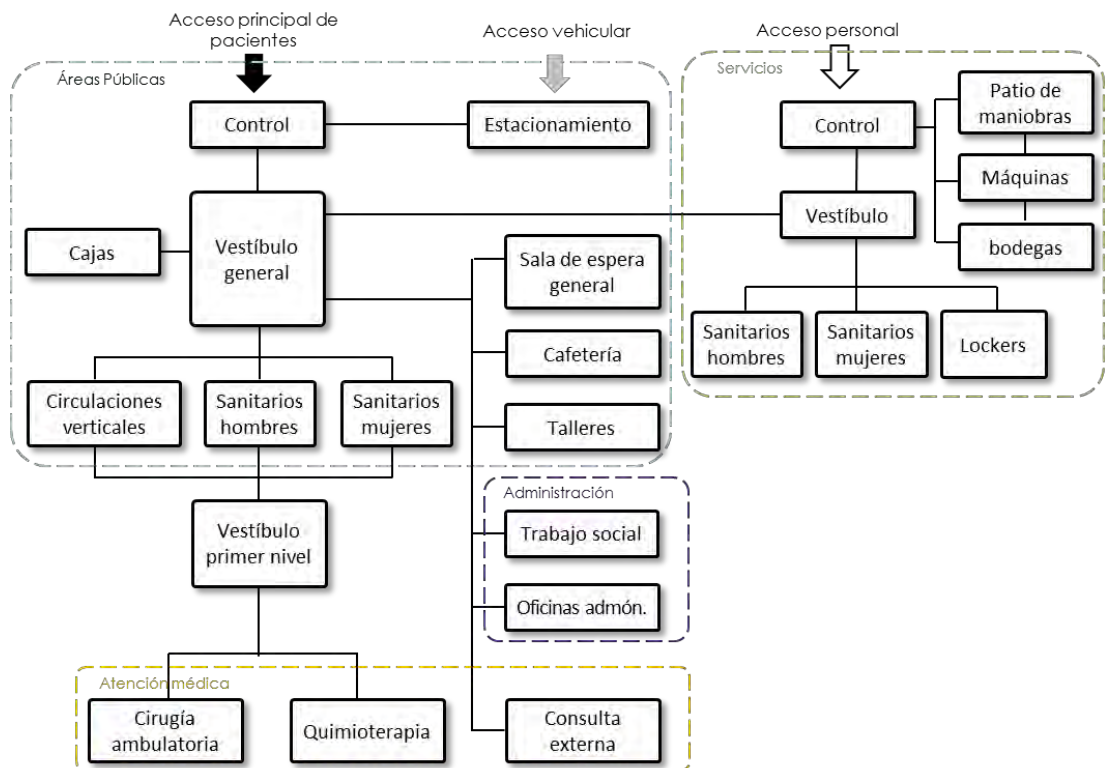 Acceso principal de
pacientes
Acceso vehicular
Acceso personal
Áreas Públicas
Servicios
Control
Estacionamiento
Control
Patio de
maniobras
Máquinas
bodegas
Vestíbulo
general
Cajas
Vestíbulo
Sala de espera
general
Cafetería
Talleres
Sanitarios
hombres
Sanitarios
mujeres
Lockers
Circulaciones
verticales
Sanitarios
hombres
Sanitarios
mujeres
Vestíbulo
primer nivel
Administración
Trabajo social
Oficinas admón.
Atención médica
Cirugía
ambulatoria
Quimioterapia
Consulta
externa